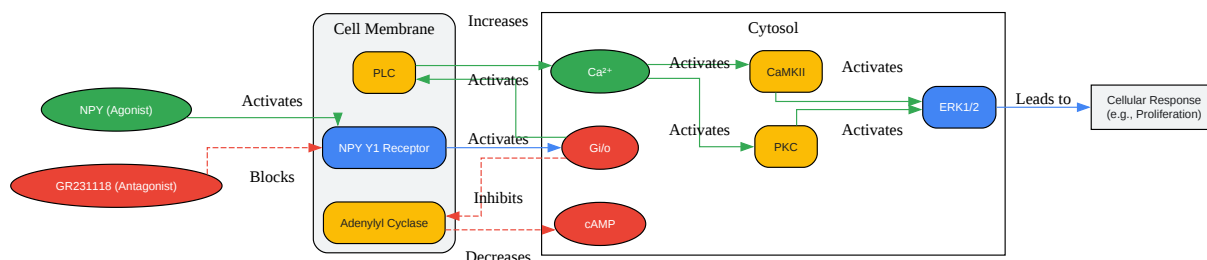 Increases
Cell Membrane
Cytosol
PLC
Ca²⁺
Activates
CaMKII
Activates
NPY (Agonist)
Activates
Activates
ERK1/2
Leads to
Cellular Response
(e.g., Proliferation)
NPY Y1 Receptor
Activates
Gi/o
Activates
PKC
Activates
GR231118 (Antagonist)
Blocks
Inhibits
Adenylyl Cyclase
cAMP
Decreases